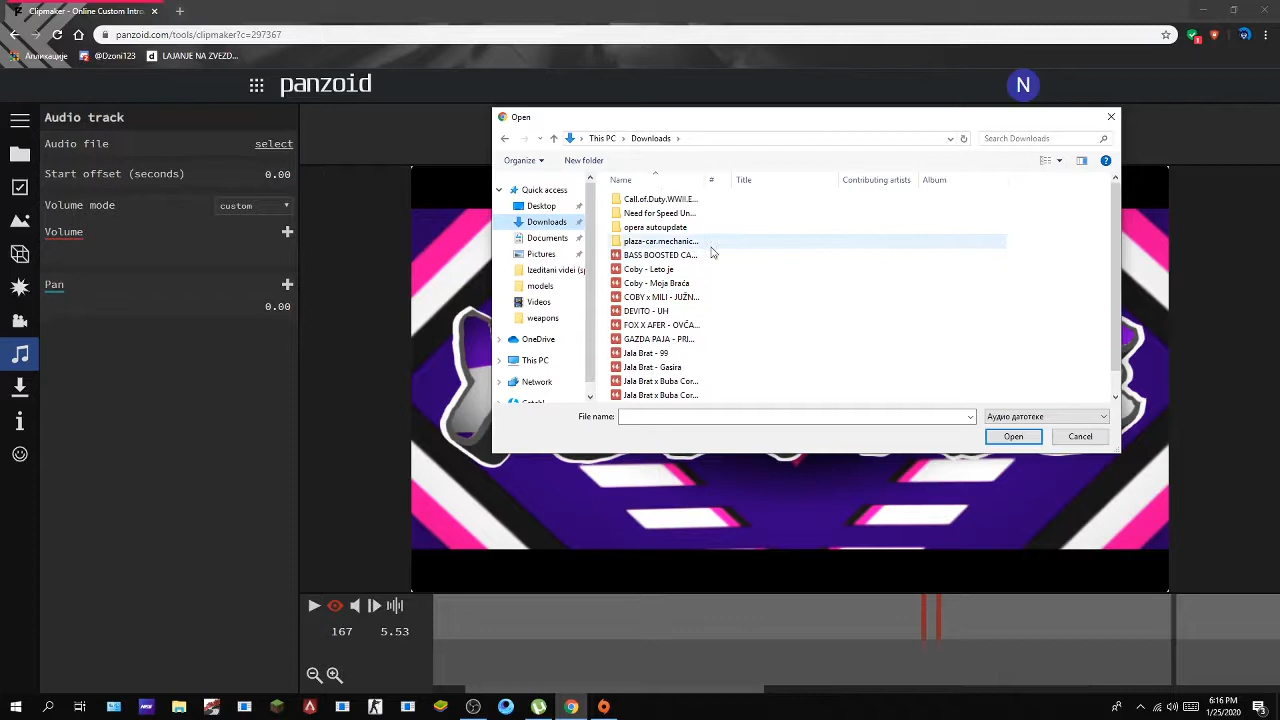 Clipmaker - Online Custom Intro
panzoid.com/tools/clipmaker?c=297367
Апликације
@Dzoni123
LAJANJE NA ZVEZD...
panzoid
N
Audio track
Audio file select
Start offset (seconds) 0.00
Volume mode custom
Volume
Pan
0.00
Open
This PC > Downloads >
Search Downloads
Organize
New folder
Name # Title Contributing artists Album
Quick access
Desktop
Downloads
Documents
Pictures
Izeditani videi (sp
models
Videos
weapons
OneDrive
This PC
Network
Call.of.Duty.WWII.E...
Need for Speed Un...
opera autoupdate
plaza-car.mechanic...
BASS BOOSTED CA...
Coby - Leto je
Coby - Moja Braća
COBY x MILI - JUŽN...
DEVITO - UH
FOX X AFER - OVČA...
GAZDA PAJA - PRI...
Jala Brat - 99
Jala Brat - Gasira
Jala Brat x Buba Cor...
Jala Brat x Buba Cor...
File name:
Аудио датотеке
Open
Cancel
167 5.53
6:16 PM
1/25/2020